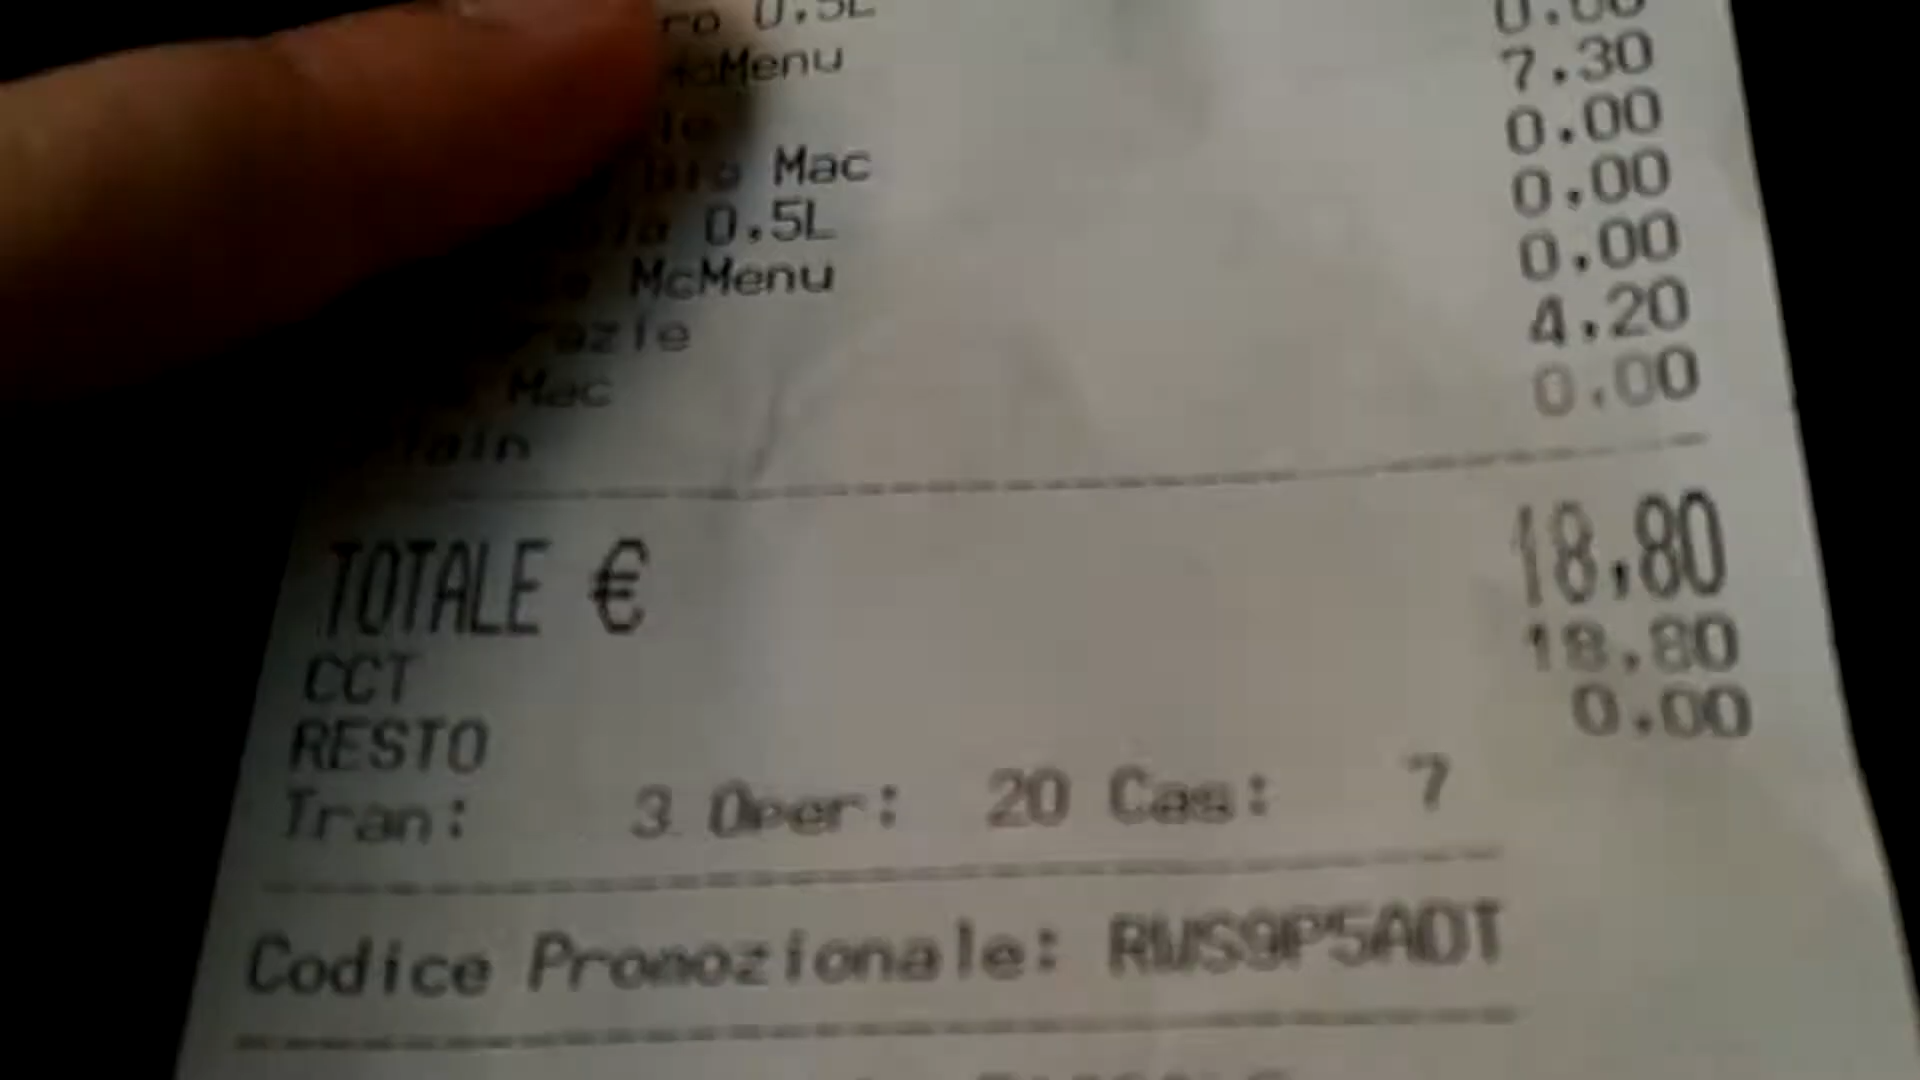 0.5L 0.00
McMenu 7.30
0.00
Mac 0.00
0.5L 0.00
McMenu 4.20
0.00
Mac
TOTALE € 18,80
CCT 18.80
RESTO 0.00
Tran: 3 Oper: 20 Cas: 7
Codice Promozionale: RWS9P5ADT